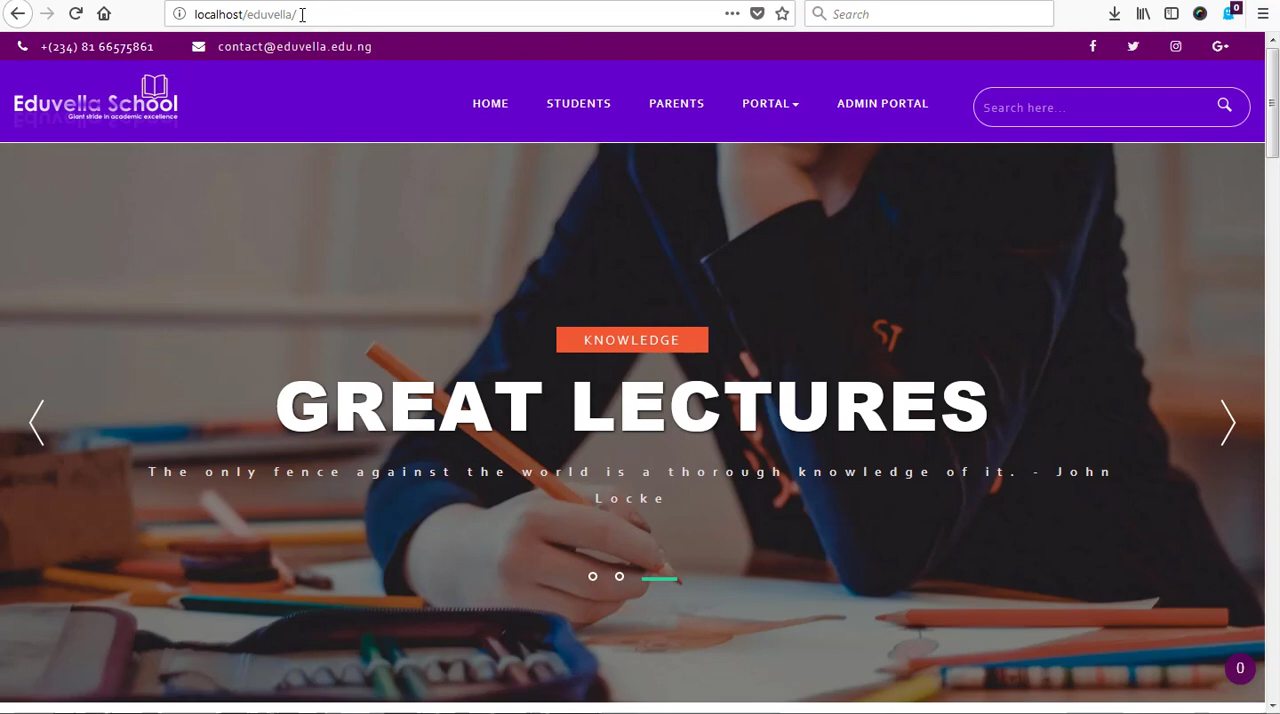 localhost/eduvella/
Search
0
+(234) 81 66575861
contact@eduvella.edu.ng
Eduvella School
Giant stride in academic excellence
HOME
STUDENTS
PARENTS
PORTAL
ADMIN PORTAL
Search here...
KNOWLEDGE
GREAT LECTURES
The only fence against the world is a thorough knowledge of it. - John
Locke
0